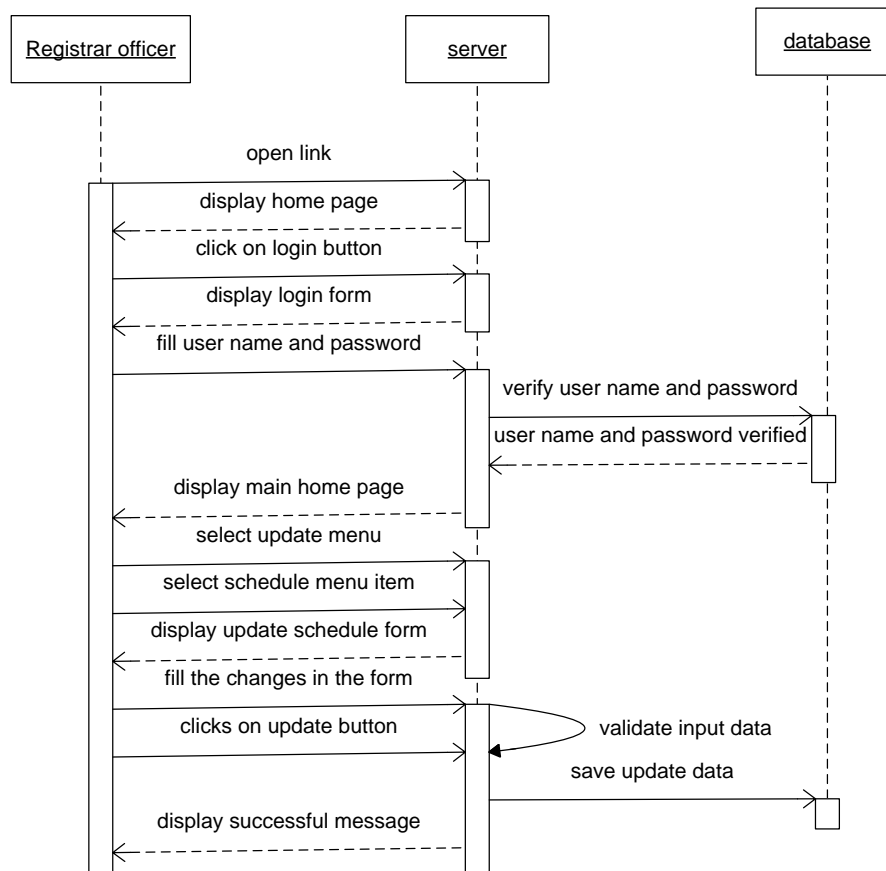 Registrar officer
server
database
open link
display home page
click on login button
display login form
fill user name and password
verify user name and password
user name and password verified
display main home page
select update menu
select schedule menu item
display update schedule form
fill the changes in the form
clicks on update button
validate input data
save update data
display successful message